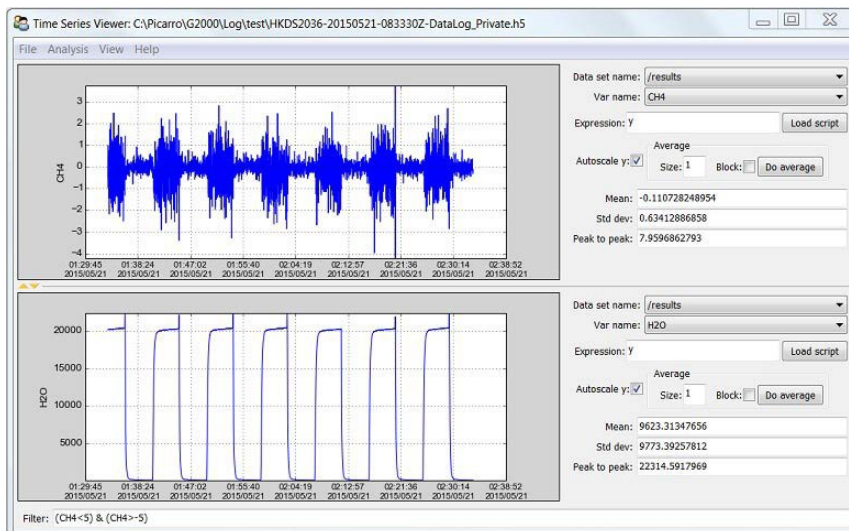 Time Series Viewer: C:\Picarro\G2000\Log\test\HKDS2036-20150521-083330Z-DataLog_Private.h5
File Analysis View Help
3
2
1
0
−1
−2
−3
−4
CH4
01:29:45 01:38:24 01:47:02 01:55:40 02:04:19 02:12:57 02:21:36 02:30:14 02:38:52
2015/05/21 2015/05/21 2015/05/21 2015/05/21 2015/05/21 2015/05/21 2015/05/21 2015/05/21 2015/05/21
Data set name: /results
Var name: CH4
Expression: y Load script
Average
Autoscale y: Size: 1 Block: Do average
Mean: -0.110728248954
Std dev: 0.63412886858
Peak to peak: 7.9596862793
20000
15000
10000
5000
H2O
01:29:45 01:38:24 01:47:02 01:55:40 02:04:19 02:12:57 02:21:36 02:30:14 02:38:52
2015/05/21 2015/05/21 2015/05/21 2015/05/21 2015/05/21 2015/05/21 2015/05/21 2015/05/21 2015/05/21
Data set name: /results
Var name: H2O
Expression: y Load script
Average
Autoscale y: Size: 1 Block: Do average
Mean: 9623.31347656
Std dev: 9773.39257812
Peak to peak: 22314.5917969
Filter: (CH4<5) & (CH4>-5)